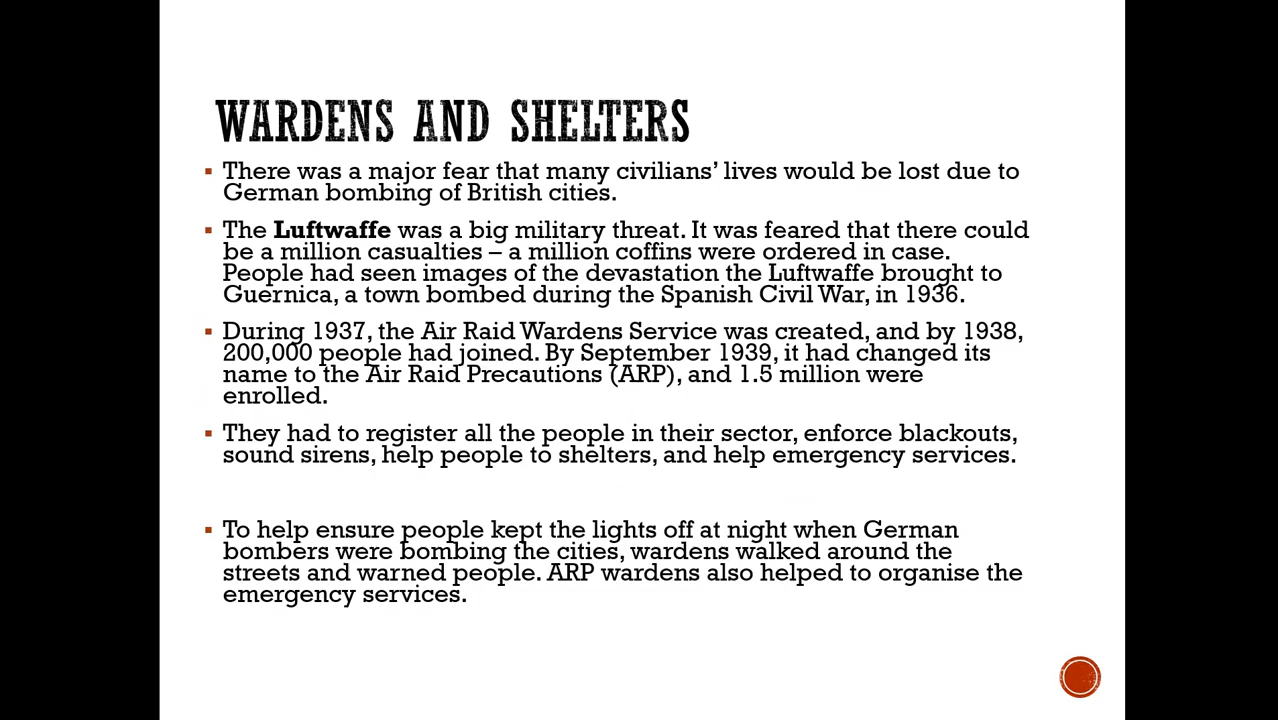 WARDENS AND SHELTERS
▪ There was a major fear that many civilians’ lives would be lost due to
German bombing of British cities.
▪ The Luftwaffe was a big military threat. It was feared that there could
be a million casualties – a million coffins were ordered in case.
People had seen images of the devastation the Luftwaffe brought to
Guernica, a town bombed during the Spanish Civil War, in 1936.
▪ During 1937, the Air Raid Wardens Service was created, and by 1938,
200,000 people had joined. By September 1939, it had changed its
name to the Air Raid Precautions (ARP), and 1.5 million were
enrolled.
▪ They had to register all the people in their sector, enforce blackouts,
sound sirens, help people to shelters, and help emergency services.
▪ To help ensure people kept the lights off at night when German
bombers were bombing the cities, wardens walked around the
streets and warned people. ARP wardens also helped to organise the
emergency services.